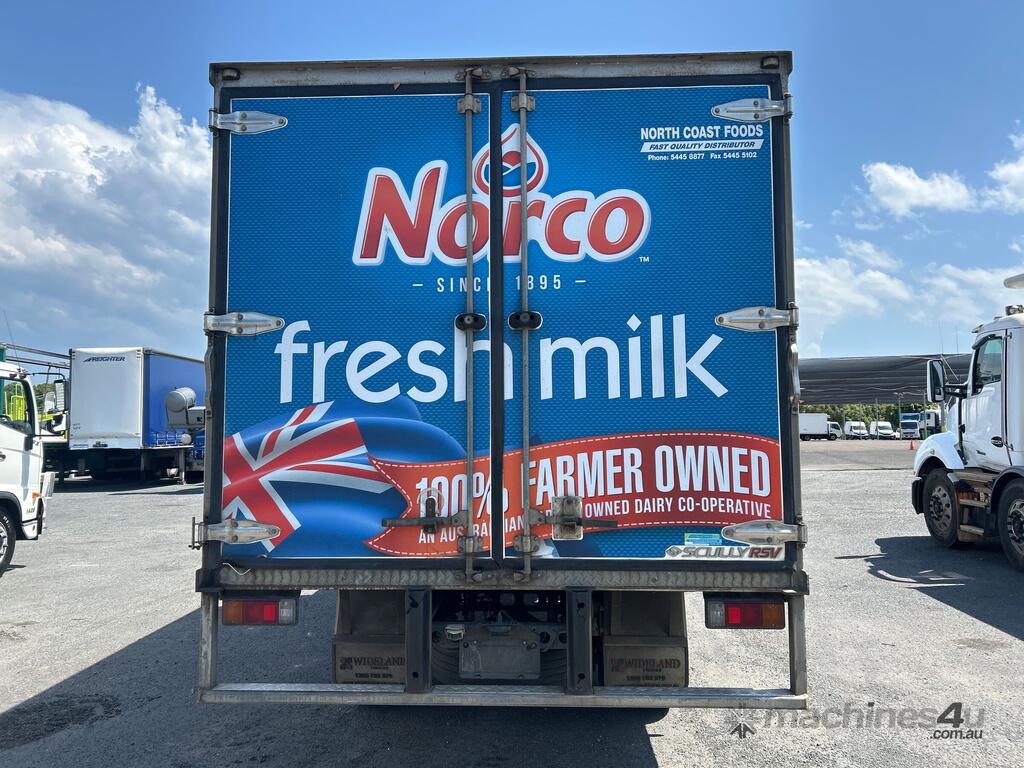 NORTH COAST FOODS
FAST QUALITY DISTRIBUTOR
Phone: 5445 8877 Fax 5445 5102
Norco
TM
– SINCE 1895 –
fresh milk
100% FARMER OWNED
AN AUSTRALIAN OWNED DAIRY CO-OPERATIVE
SCULLY RSV
FREIGHTER
WIDELAND
WIDELAND
machines4u
.com.au